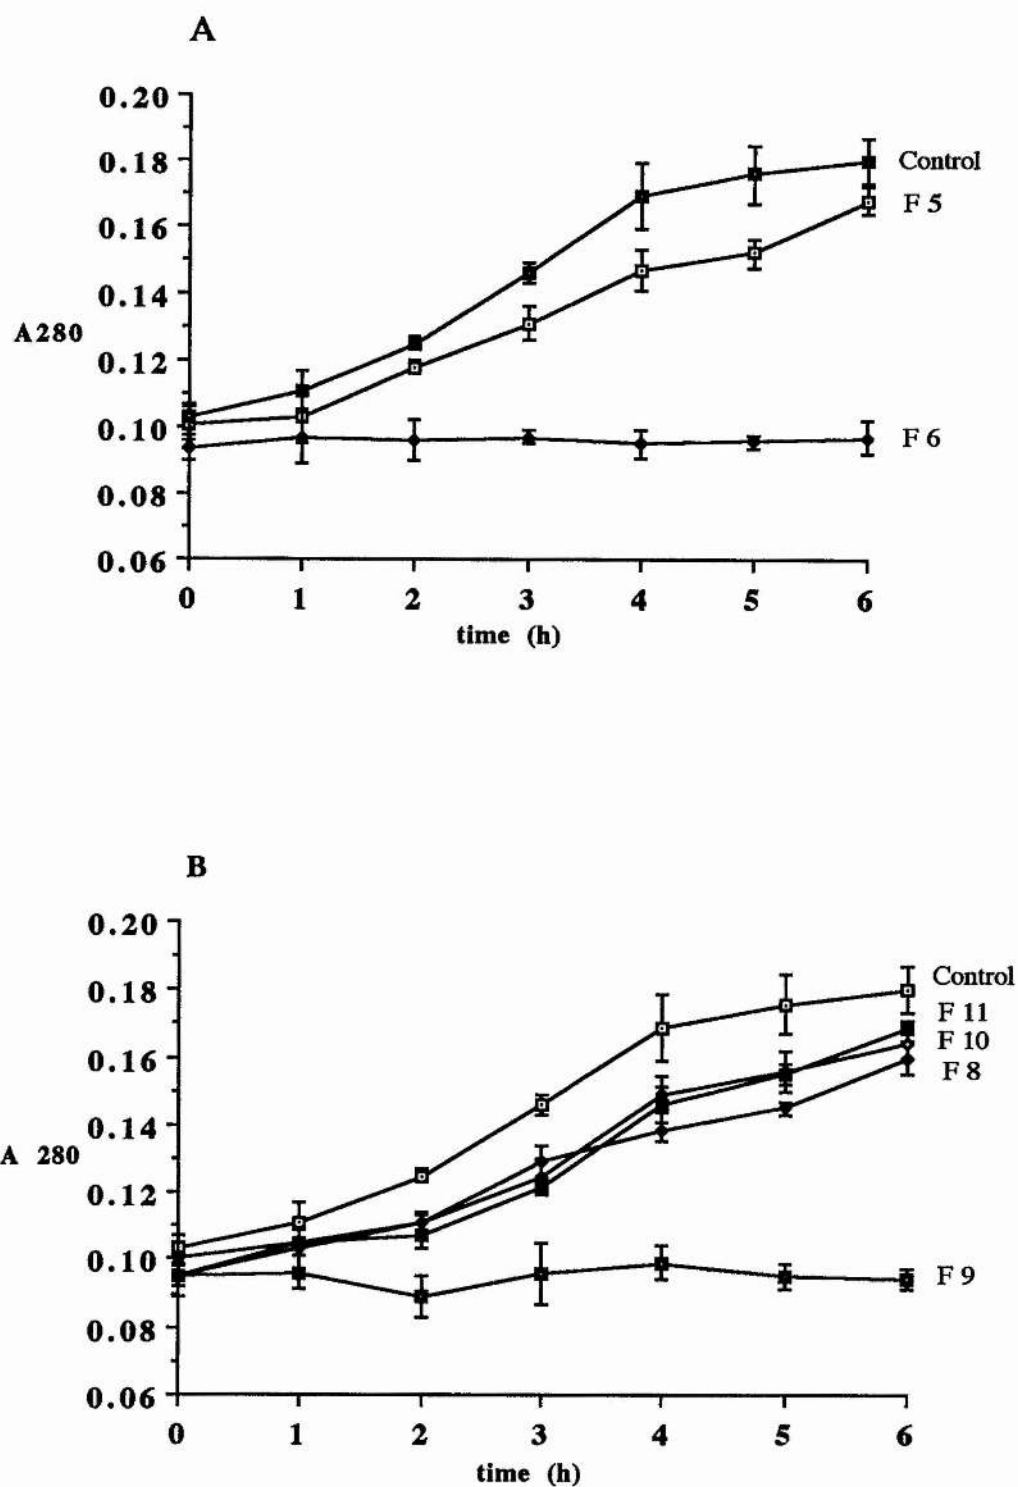 A
0.20
0.18
Control
F 5
0.16
0.14
A280
0.12
0.10
F 6
0.08
0.06
0 1 2 3 4 5 6
time (h)
B
0.20
Control
0.18
F 11
F 10
0.16
F 8
0.14
A 280
0.12
0.10
F 9
0.08
0.06
0 1 2 3 4 5 6
time (h)